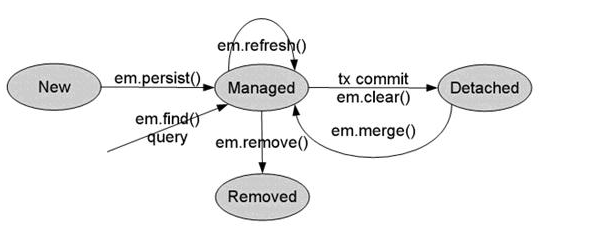 em.refresh()
New
em.persist()
Managed
tx commit
em.clear()
Detached
em.find()
query
em.remove()
em.merge()
Removed